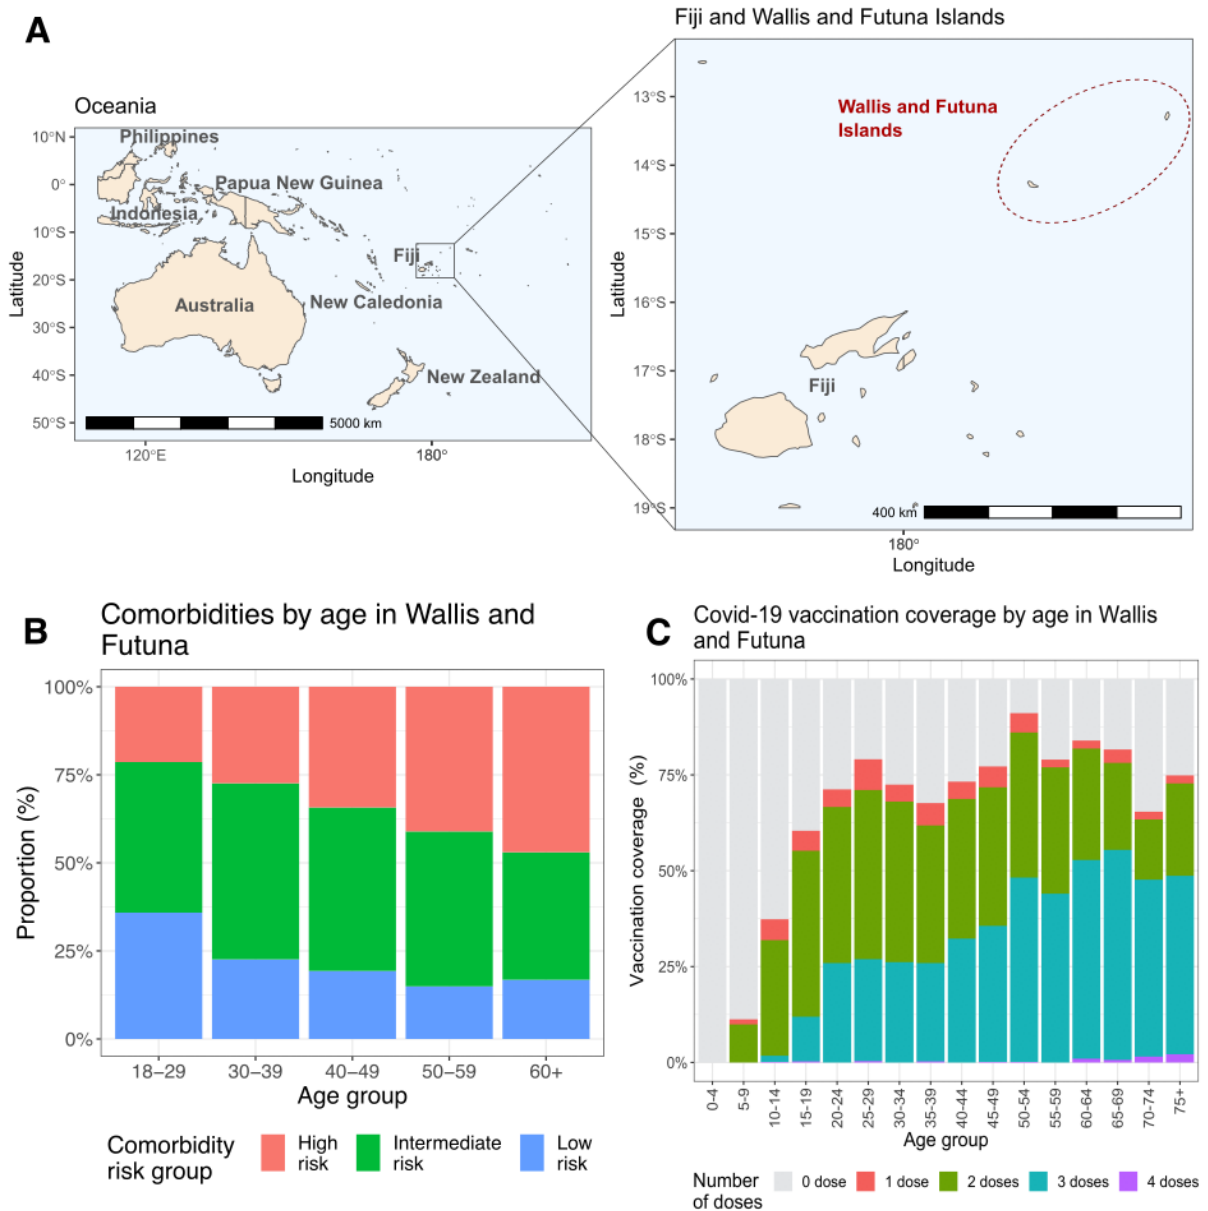 A
Fiji and Wallis and Futuna Islands
Oceania
Latitude
10°N
0°
10°S
20°S
30°S
40°S
50°S
Philippines
Papua New Guinea
Indonesia
Fiji
Australia
New Caledonia
New Zealand
5000 km
120°E
180°
Longitude
Latitude
13°S
14°S
15°S
16°S
17°S
18°S
19°S
Wallis and Futuna
Islands
Fiji
400 km
180°
Longitude
B
Comorbidities by age in Wallis and
Futuna
Proportion (%)
100%
75%
50%
25%
0%
18–29
30–39
40–49
50–59
60+
Age group
Comorbidity
risk group
High
risk
Intermediate
risk
Low
risk
C
Covid-19 vaccination coverage by age in Wallis
and Futuna
Vaccination coverage (%)
100%
75%
50%
25%
0%
0-4
5-9
10-14
15-19
20-24
25-29
30-34
35-39
40-44
45-49
50-54
55-59
60-64
65-69
70-74
75+
Age group
Number
of doses
0 dose
1 dose
2 doses
3 doses
4 doses